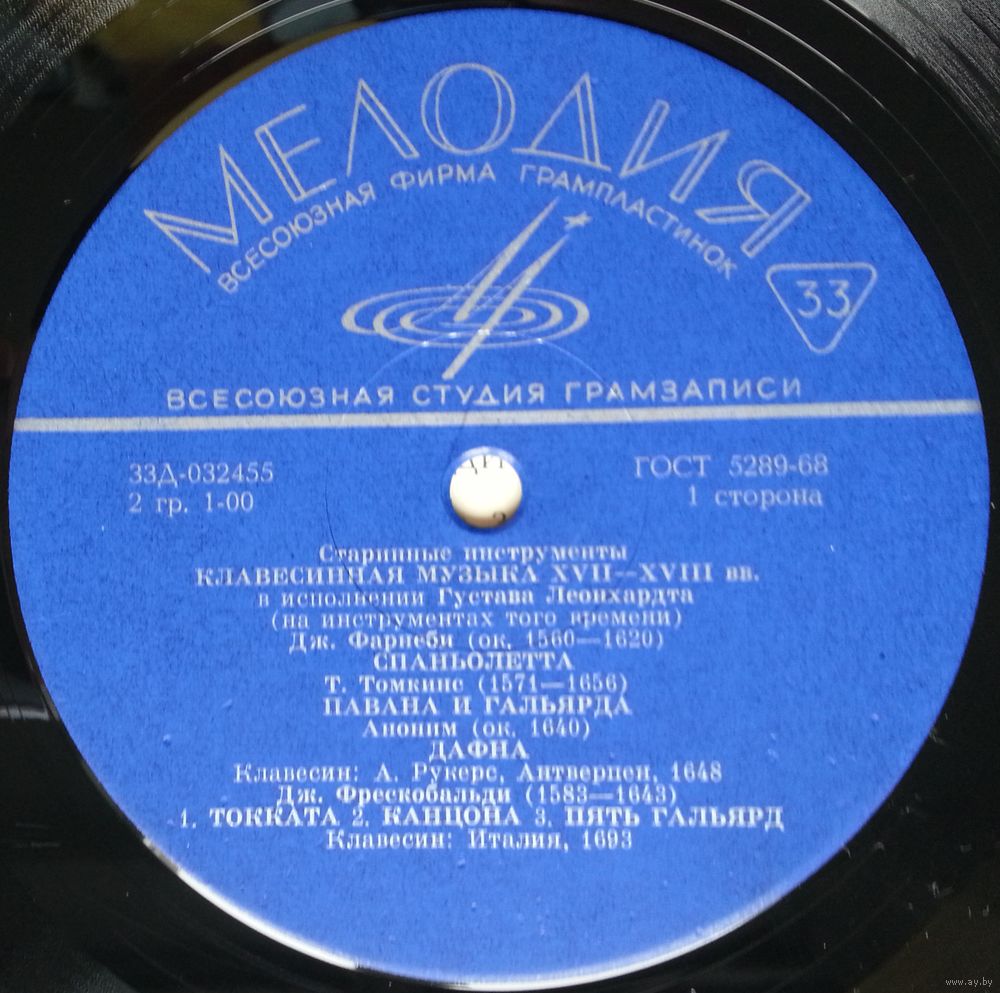 МЕЛОДИЯ
ВСЕСОЮЗНАЯ ФИРМА ГРАМПЛАСТИНОК
33
ВСЕСОЮЗНАЯ СТУДИЯ ГРАМЗАПИСИ
33Д-032455
ГОСТ 5289-68
2 гр. 1-00
1 сторона
Старинные инструменты
КЛАВЕСИННАЯ МУЗЫКА XVII—XVIII вв.
в исполнении Густава Леонхардта
(на инструментах того времени)
Дж. Фарнеби (ок. 1560—1620)
СПАНЬОЛЕТТА
Т. Томкинс (1571—1656)
ПАВАНА И ГАЛЬЯРДА
Аноним (ок. 1640)
ДАФНА
Клавесин: А. Рукерс, Антверпен, 1648
Дж. Фрескобальди (1583—1643)
1. ТОККАТА 2. КАНЦОНА 3. ПЯТЬ ГАЛЬЯРД
Клавесин: Италия, 1693
www.ay.by